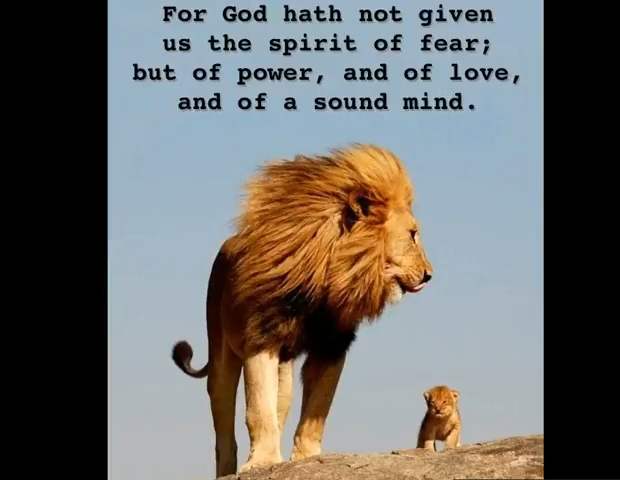 For God hath not given
us the spirit of fear;
but of power, and of love,
and of a sound mind.